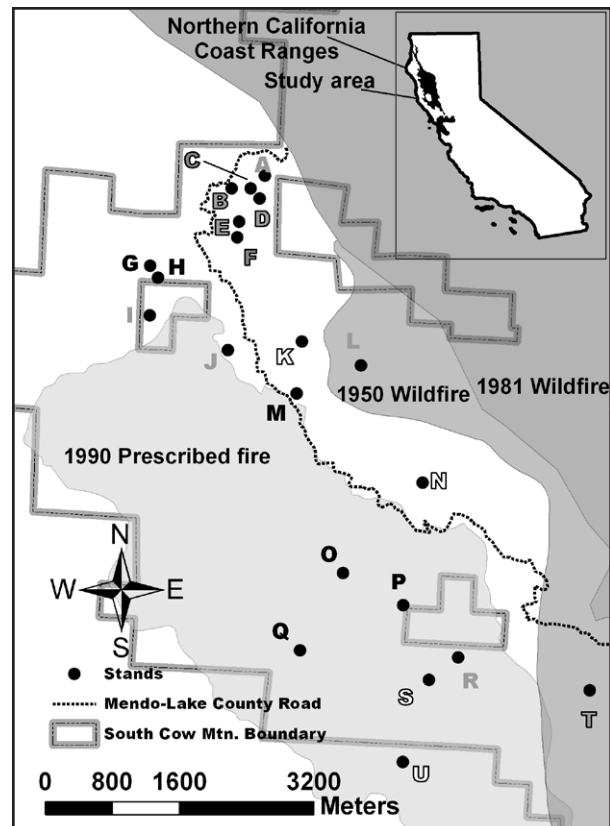 Northern California
Coast Ranges
Study area
A
C
B
D
E
F
G
H
I
J
K
L
1950 Wildfire
1981 Wildfire
M
1990 Prescribed fire
N
N
W
E
S
O
P
Q
R
S
T
U
Stands
Mendo-Lake County Road
South Cow Mtn. Boundary
0 800 1600 3200
Meters